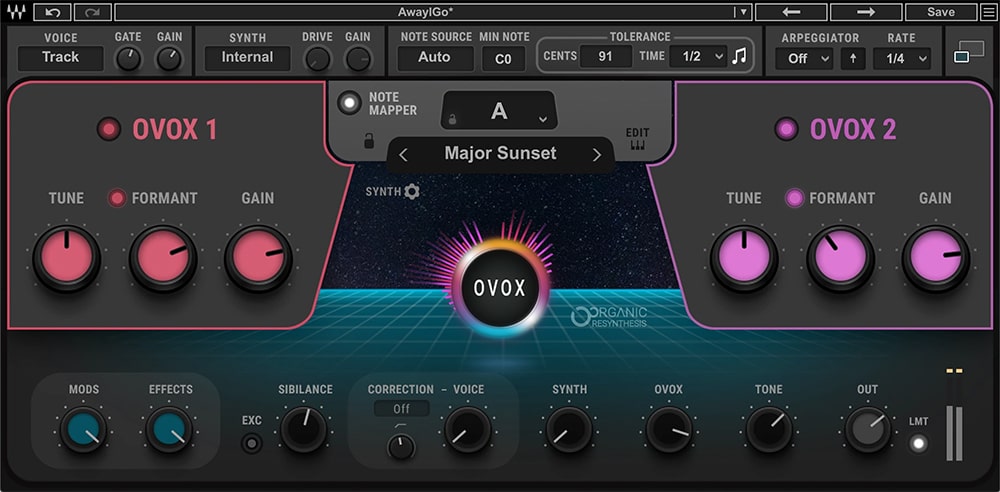 AwayIGo*
Save
VOICE
Track
GATE
GAIN
SYNTH
Internal
DRIVE
GAIN
NOTE SOURCE
Auto
MIN NOTE
C0
TOLERANCE
CENTS
91
TIME
1/2
ARPEGGIATOR
Off
RATE
1/4
OVOX 1
TUNE
FORMANT
GAIN
NOTE
MAPPER
A
EDIT
Major Sunset
SYNTH
OVOX
ORGANIC
RESYNTHESIS
OVOX 2
TUNE
FORMANT
GAIN
MODS
EFFECTS
EXC
SIBILANCE
CORRECTION - VOICE
Off
SYNTH
OVOX
TONE
OUT
LMT